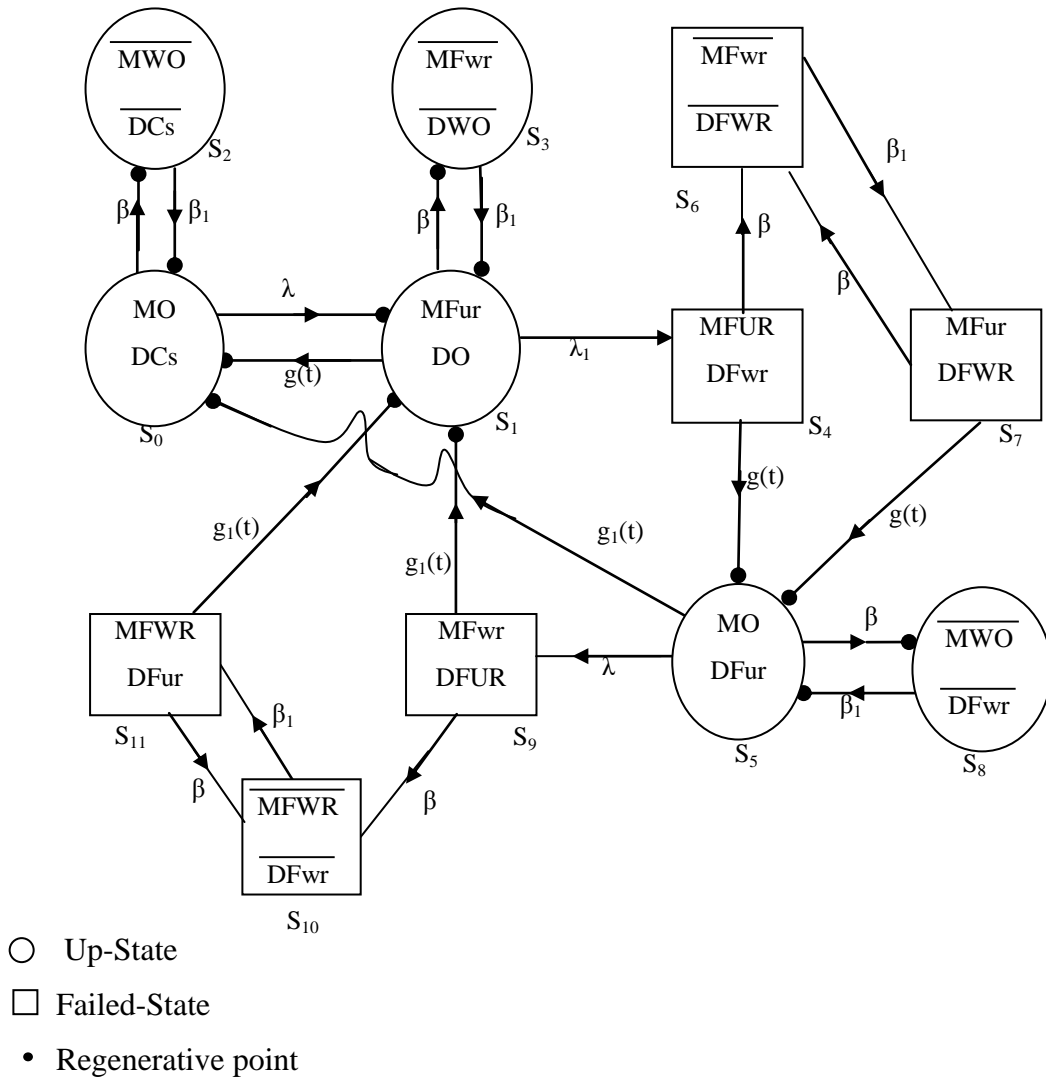 MWO
DCs
S2
MFwr
DWO
S3
MFwr
DFWR
S6
β
β1
β
β1
β
β1
β
MO
DCs
S0
λ
g(t)
MFur
DO
S1
λ1
MFUR
DFwr
S4
MFur
DFWR
S7
g(t)
g(t)
g1(t)
g1(t)
g1(t)
MFWR
DFur
S11
MFwr
DFUR
S9
λ
MO
DFur
S5
β
β1
MWO
DFwr
S8
β1
β
β
MFWR
DFwr
S10
Up-State
Failed-State
• Regenerative point